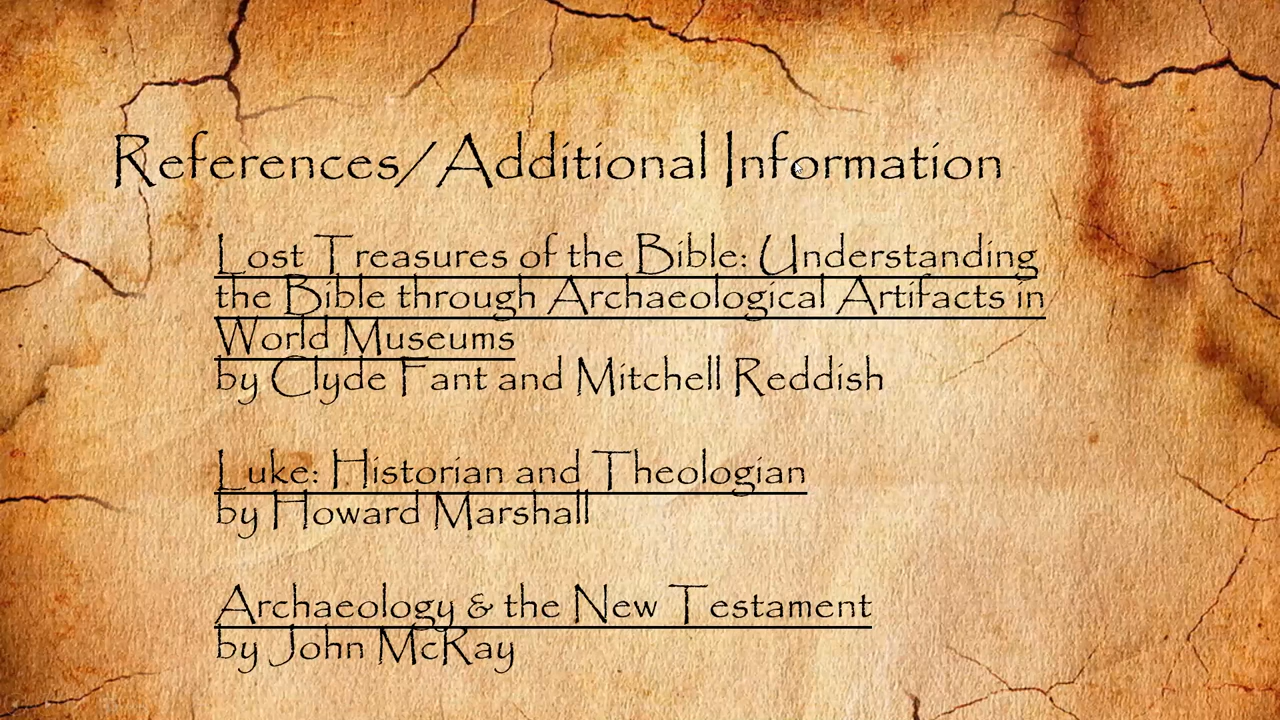 References/Additional Information
Lost Treasures of the Bible: Understanding
the Bible through Archaeological Artifacts in
World Museums
by Clyde Fant and Mitchell Reddish
Luke: Historian and Theologian
by Howard Marshall
Archaeology & the New Testament
by John McRay